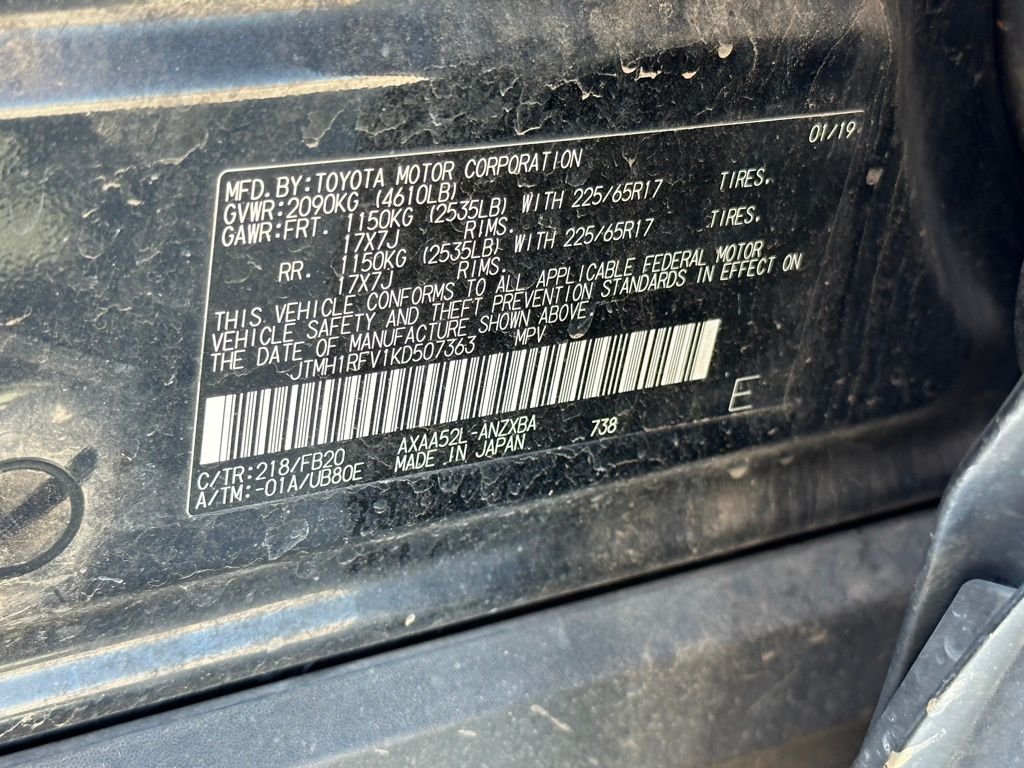 01/19
MFD. BY: TOYOTA MOTOR CORPORATION
GVWR: 2090KG (4610LB)
GAWR: FRT. 1150KG (2535LB) WITH 225/65R17 TIRES,
17X7J RIMS,
RR. 1150KG (2535LB) WITH 225/65R17 TIRES,
17X7J RIMS.
THIS VEHICLE CONFORMS TO ALL APPLICABLE FEDERAL MOTOR
VEHICLE SAFETY AND THEFT PREVENTION STANDARDS IN EFFECT ON
THE DATE OF MANUFACTURE SHOWN ABOVE.
JTMH1RFV1KD507363 MPV
E
C/TR: 218/FB20 AXAA52L-ANZXBA 738
A/TM: -01A/UB80E MADE IN JAPAN